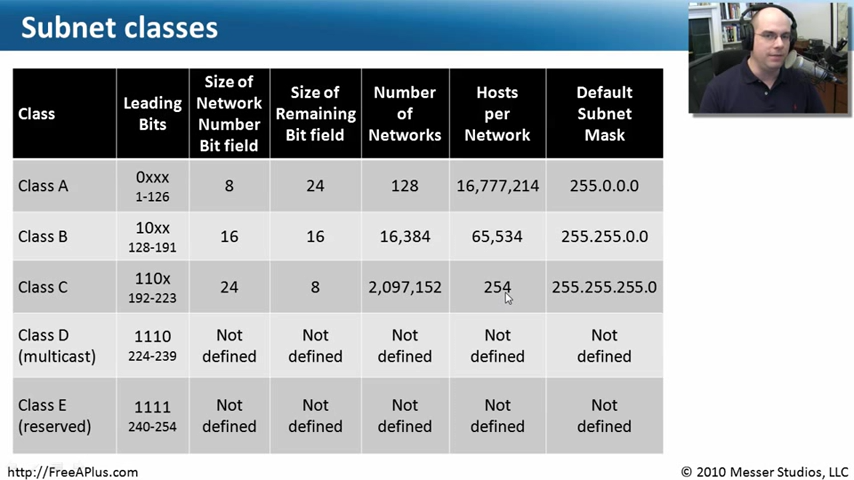 Subnet classes
Class
Leading
Bits
Size of
Network
Number
Bit field
Size of
Remaining
Bit field
Number
of
Networks
Hosts
per
Network
Default
Subnet
Mask
Class A
0xxx
1-126
8
24
128
16,777,214
255.0.0.0
Class B
10xx
128-191
16
16
16,384
65,534
255.255.0.0
Class C
110x
192-223
24
8
2,097,152
254
255.255.255.0
Class D
(multicast)
1110
224-239
Not
defined
Not
defined
Not
defined
Not
defined
Not
defined
Class E
(reserved)
1111
240-254
Not
defined
Not
defined
Not
defined
Not
defined
Not
defined
http://FreeAPlus.com
© 2010 Messer Studios, LLC